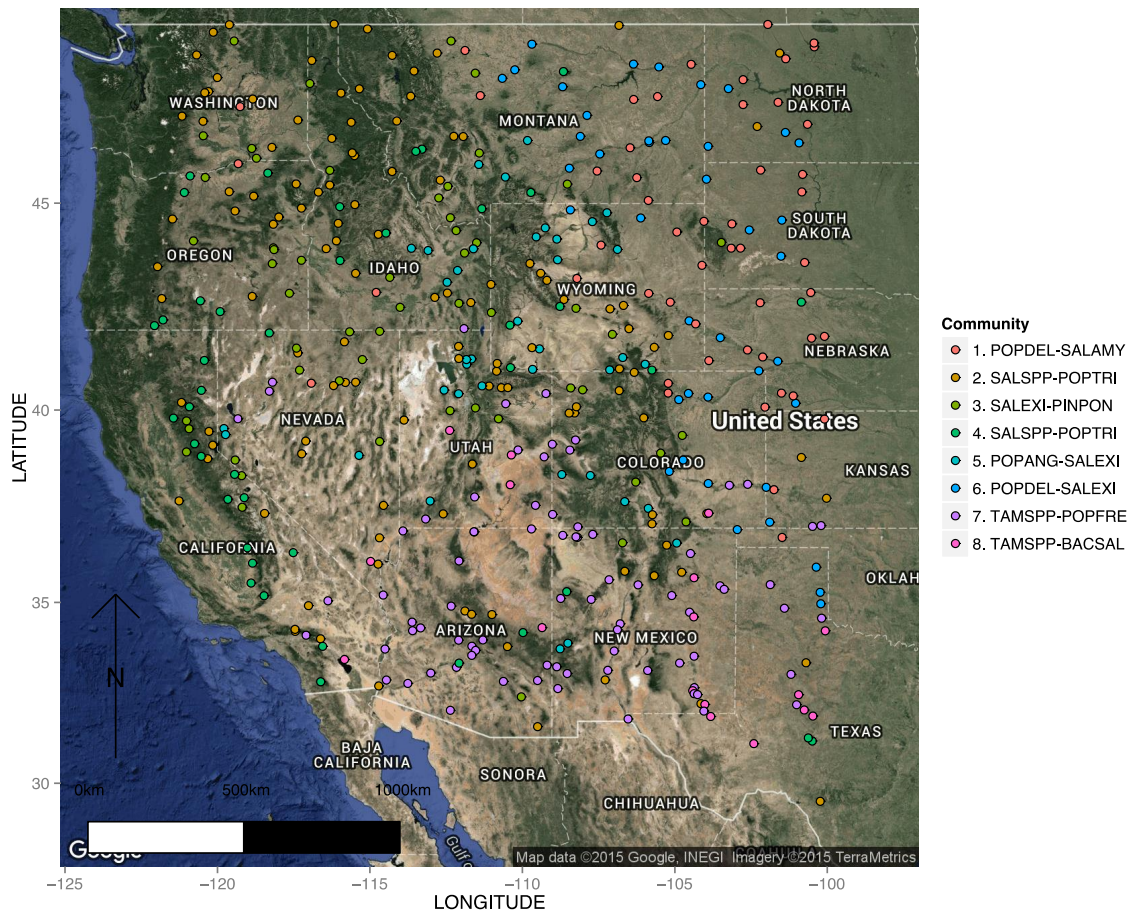 WASHINGTON
MONTANA
NORTH
DAKOTA
OREGON
IDAHO
SOUTH
DAKOTA
WYOMING
NEBRASKA
NEVADA
UTAH
United States
COLORADO
KANSAS
CALIFORNIA
OKLAH
ARIZONA
NEW MEXICO
TEXAS
BAJA
CALIFORNIA
SONORA
CHIHUAHUA
COAHUILA
Gulf o
N
0km
500km
1000km
Google
Map data ©2015 Google, INEGI Imagery ©2015 TerraMetrics
45
40
35
30
LATITUDE
−125
−120
−115
−110
−105
−100
LONGITUDE
Community
1. POPDEL-SALAMY
2. SALSPP-POPTRI
3. SALEXI-PINPON
4. SALSPP-POPTRI
5. POPANG-SALEXI
6. POPDEL-SALEXI
7. TAMSPP-POPFRE
8. TAMSPP-BACSAL